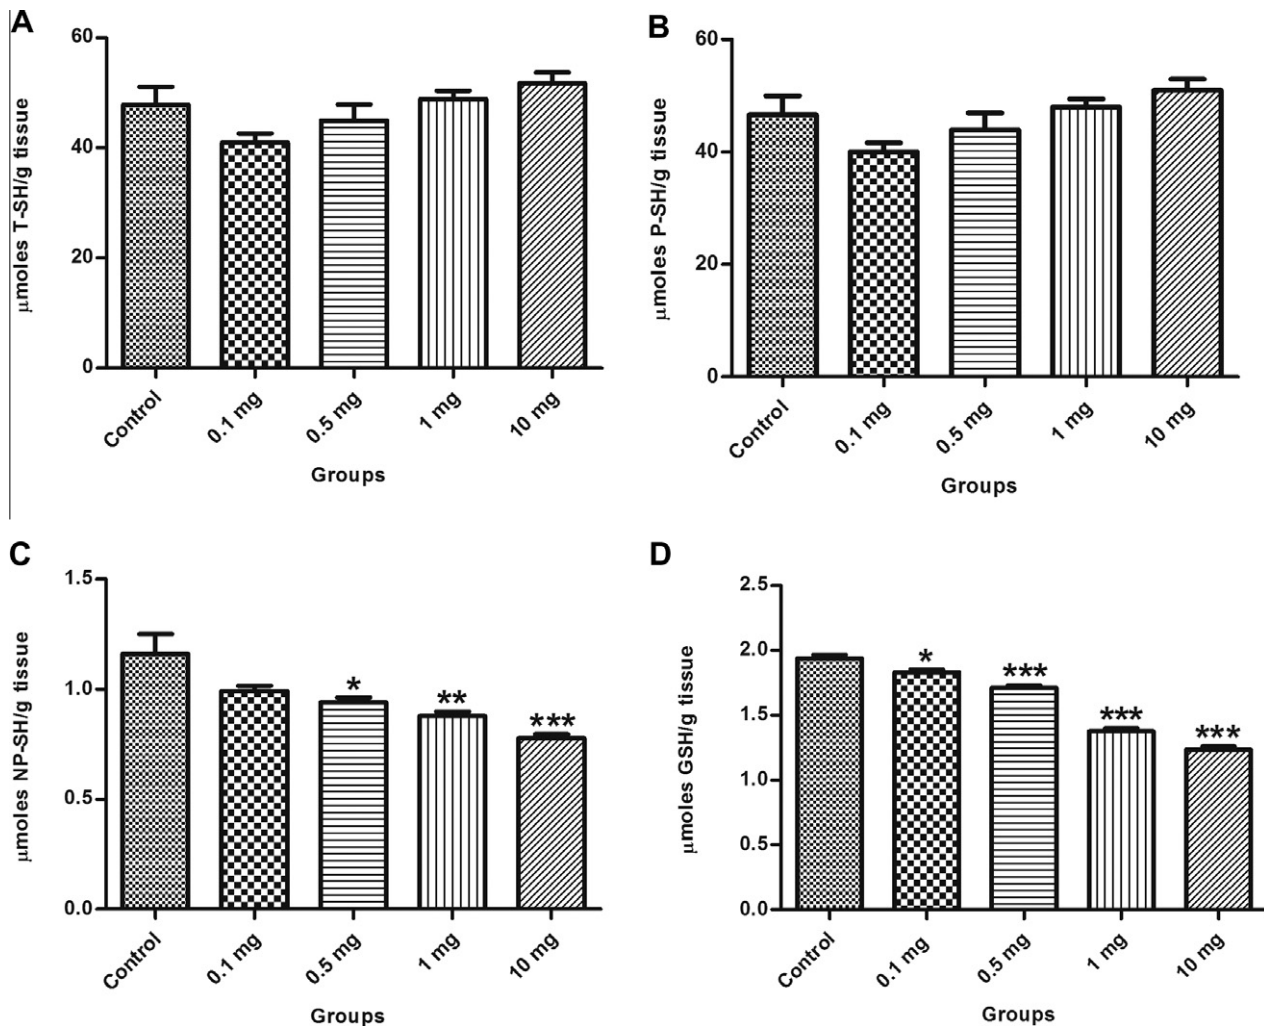 A
μmoles T-SH/g tissue
60
40
20
0
Control
0.1 mg
0.5 mg
1 mg
10 mg
Groups
B
μmoles P-SH/g tissue
60
40
20
0
Control
0.1 mg
0.5 mg
1 mg
10 mg
Groups
C
μmoles NP-SH/g tissue
1.5
1.0
0.5
0.0
*
**
***
Control
0.1 mg
0.5 mg
1 mg
10 mg
Groups
D
μmoles GSH/g tissue
2.5
2.0
1.5
1.0
0.5
0.0
*
***
***
***
Control
0.1 mg
0.5 mg
1 mg
10 mg
Groups